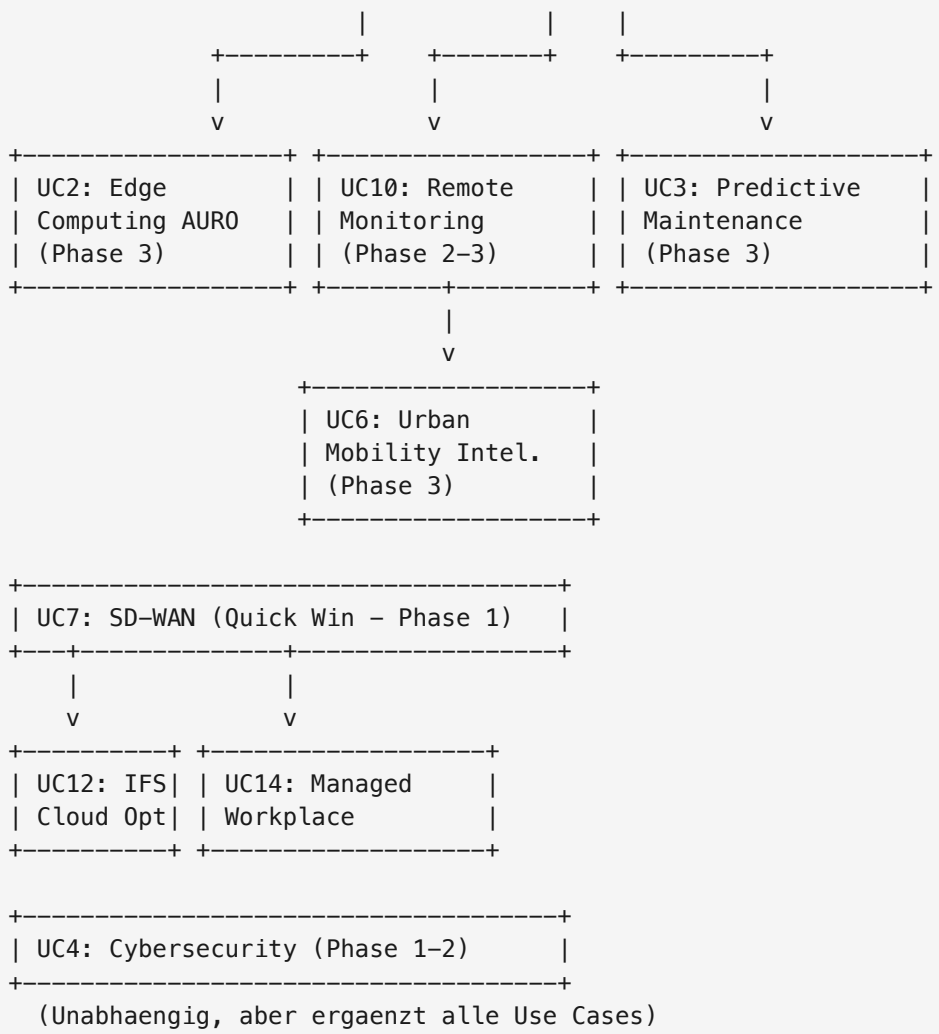 | UC2: Edge | | UC10: Remote | | UC3: Predictive |
| Computing AURO | | Monitoring | | Maintenance |
| (Phase 3) | | (Phase 2-3) | | (Phase 3) |
| UC6: Urban |
| Mobility Intel. |
| (Phase 3) |
| UC7: SD-WAN (Quick Win - Phase 1) |
| UC12: IFS| | UC14: Managed |
| Cloud Opt| | Workplace |
| UC4: Cybersecurity (Phase 1-2) |
(Unabhaengig, aber ergaenzt alle Use Cases)